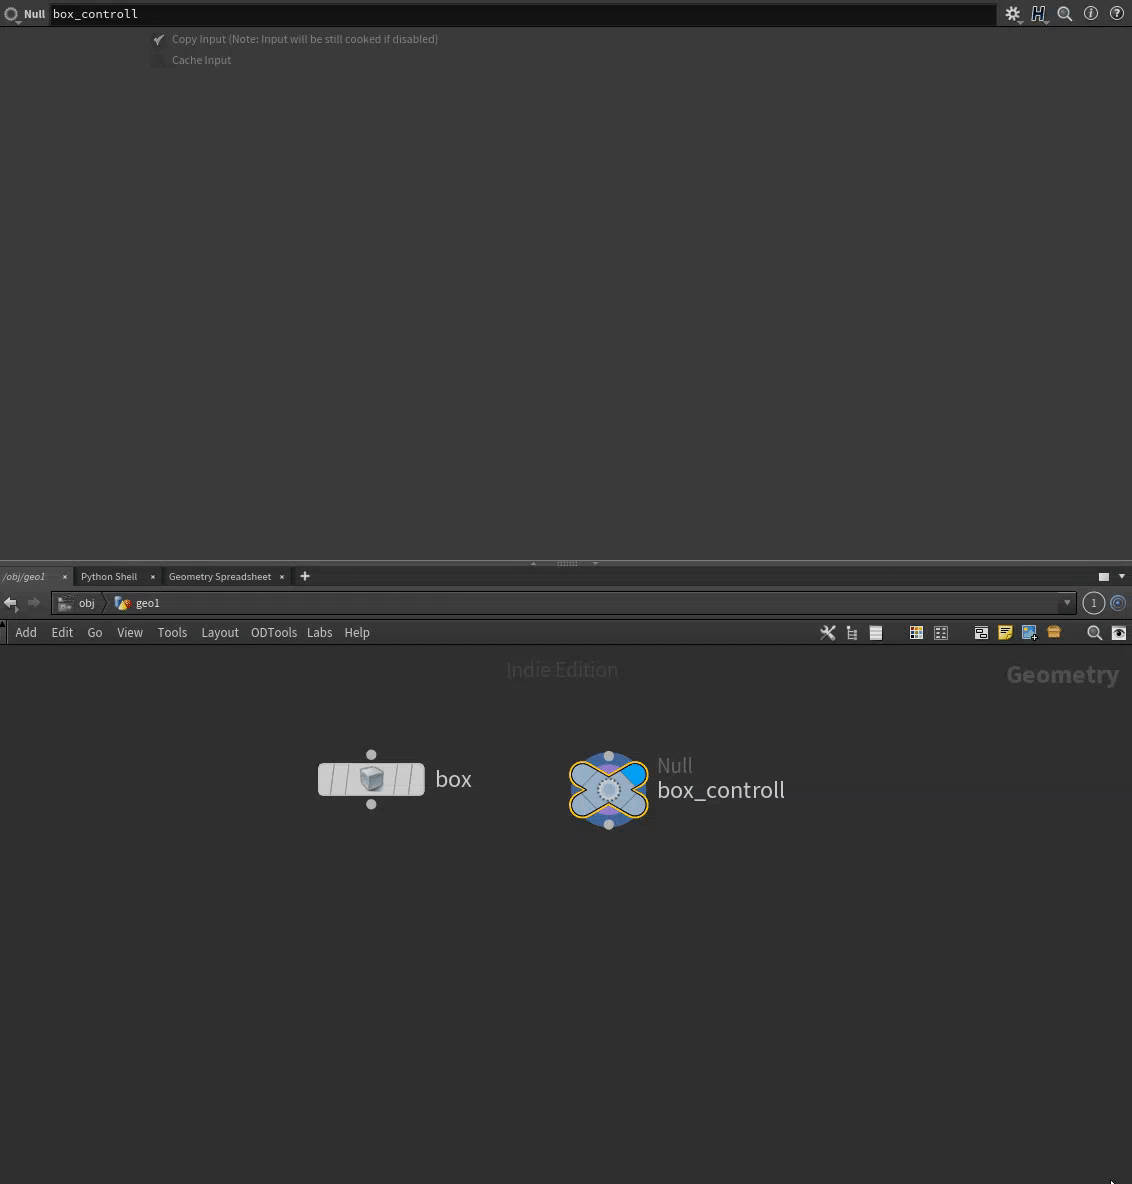 Null box_controll
Copy Input (Note: Input will be still cooked if disabled)
Cache Input
/obj/geo1 × Python Shell × Geometry Spreadsheet × +
obj geo1 1
Add Edit Go View Tools Layout ODTools Labs Help
Indie Edition
Geometry
box
Null
box_controll